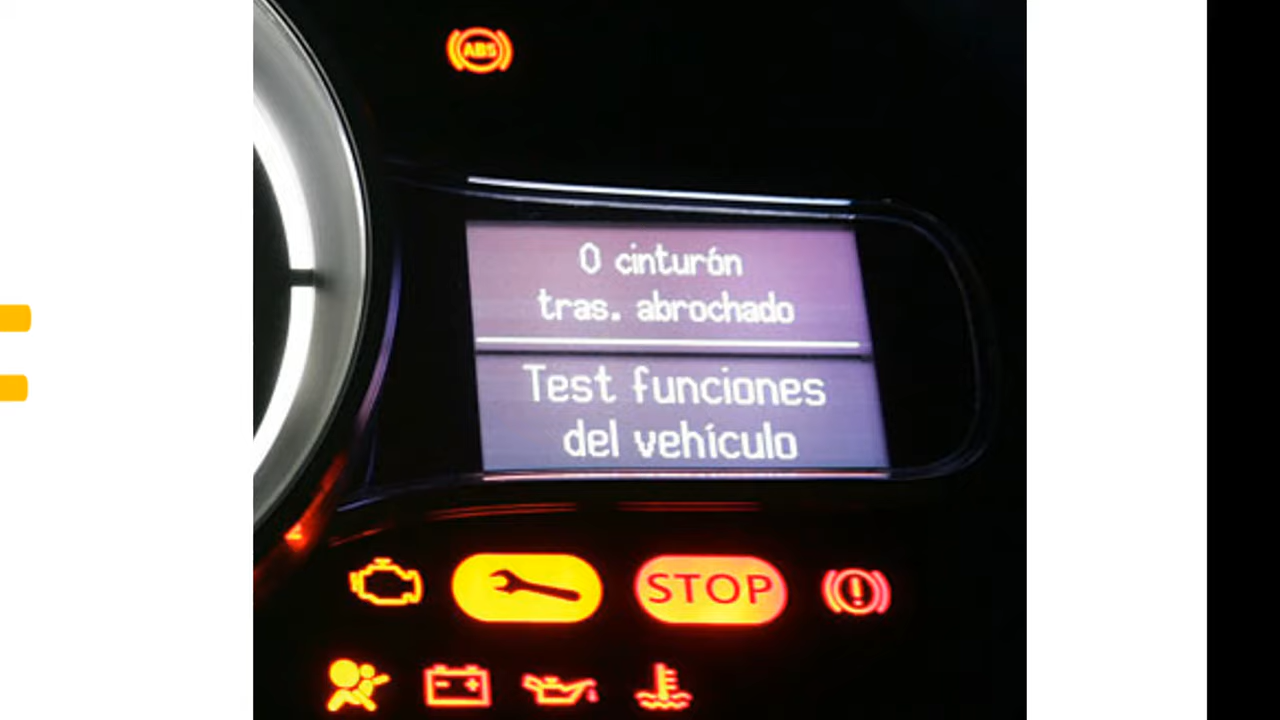 ABS
0 cinturón
tras. abrochado
Test funciones
del vehículo
STOP